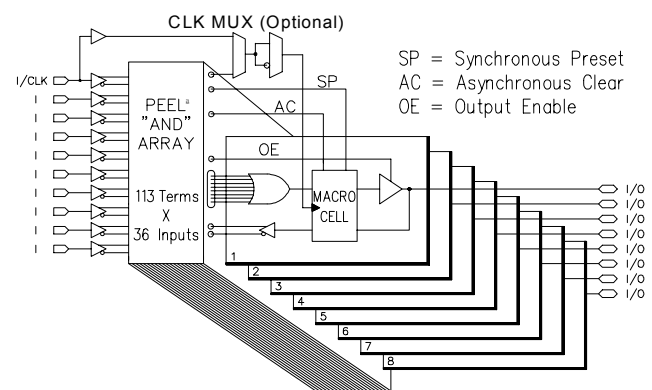 CLK MUX (Optional)
SP = Synchronous Preset
AC = Asynchronous Clear
OE = Output Enable
I/CLK
I
I
I
I
I
I
I
I
I
PEELª
"AND"
ARRAY
113 Terms
X
36 Inputs
SP
AC
OE
MACRO
CELL
1
2
3
4
5
6
7
8
I/O
I/O
I/O
I/O
I/O
I/O
I/O
I/O